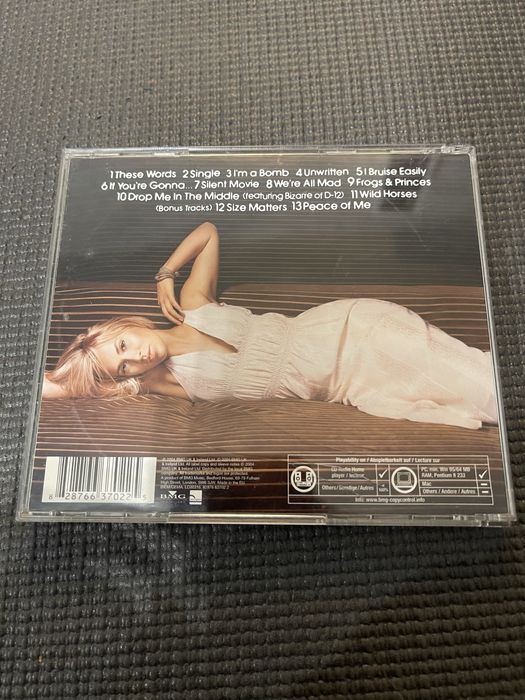 1 These Words 2 Single 3 I'm a Bomb 4 Unwritten 5 I Bruise Easily
6 If You're Gonna... 7 Silent Movie 8 We're All Mad 9 Frogs & Princes
10 Drop Me In The Middle (featuring Bizarre of D-12) 11 Wild Horses
(Bonus Tracks) 12 Size Matters 13 Peace of Me
8 28766 37022 5
BMG
Playability on / Abspielbarkeit auf / Lecture sur
CD-Audio Home
player / techno.
Others / Sonstige / Autres
PC; min. Win 95/64 MB
RAM, Pentium II 233
Mac
Others / Andere / Autres
Info: www.bmg-copycontrol.info